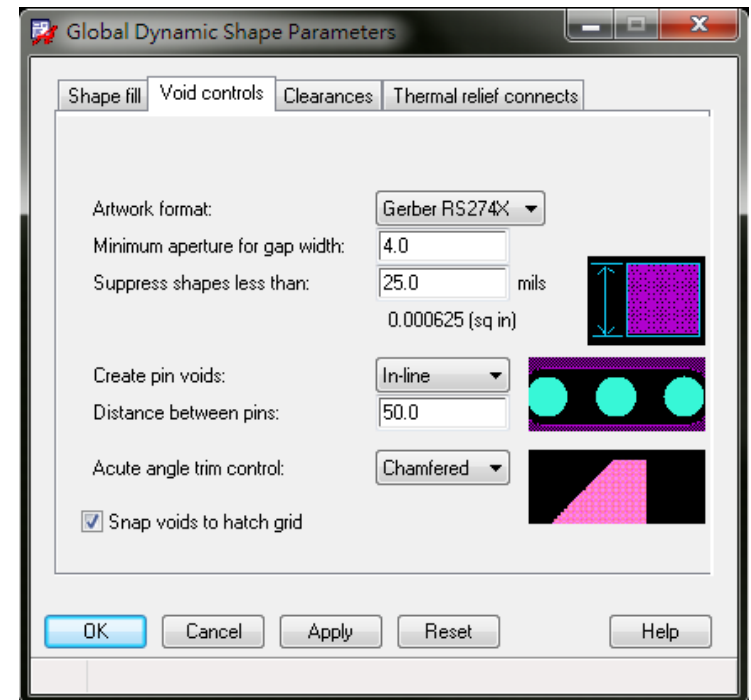 Global Dynamic Shape Parameters
Shape fill Void controls Clearances Thermal relief connects
Artwork format: Gerber RS274X
Minimum aperture for gap width: 4.0
Suppress shapes less than: 25.0 mils
0.000625 (sq in)
Create pin voids: In-line
Distance between pins: 50.0
Acute angle trim control: Chamfered
Snap voids to hatch grid
OK Cancel Apply Reset Help